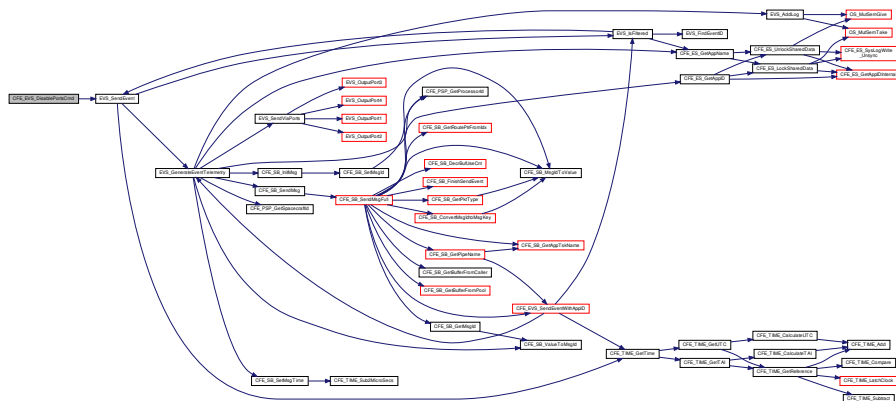 EVS_AddLog
OS_MutSemGive
OS_MutSemTake
EVS_IsFiltered
EVS_FindEventID
CFE_ES_GetAppName
CFE_ES_UnlockSharedData
CFE_ES_SysLogWrite
_Unsync
CFE_ES_LockSharedData
CFE_ES_GetAppIDInternal
CFE_ES_GetAppID
EVS_OutputPort3
CFE_PSP_GetProcessorId
CFE_EVS_DisablePortsCmd
EVS_SendEvent
EVS_OutputPort4
EVS_SendViaPorts
EVS_OutputPort1
CFE_SB_GetRoutePtrFromIdx
EVS_OutputPort2
CFE_SB_DecrBufUseCnt
EVS_GenerateEventTelemetry
CFE_SB_InitMsg
CFE_SB_SetMsgId
CFE_SB_MsgIdToValue
CFE_SB_FinishSendEvent
CFE_SB_SendMsg
CFE_SB_SendMsgFull
CFE_SB_GetPktType
CFE_PSP_GetSpacecraftId
CFE_SB_ConvertMsgIdtoMsgKey
CFE_SB_GetAppTskName
CFE_SB_GetPipeName
CFE_SB_GetBufferFromCaller
CFE_SB_GetBufferFromPool
CFE_EVS_SendEventWithAppID
CFE_SB_GetMsgId
CFE_SB_ValueToMsgId
CFE_TIME_GetTime
CFE_TIME_GetUTC
CFE_TIME_CalculateUTC
CFE_TIME_Add
CFE_TIME_CalculateTAI
CFE_TIME_GetTAI
CFE_TIME_Compare
CFE_TIME_GetReference
CFE_SB_SetMsgTime
CFE_TIME_Sub2MicroSecs
CFE_TIME_LatchClock
CFE_TIME_Subtract